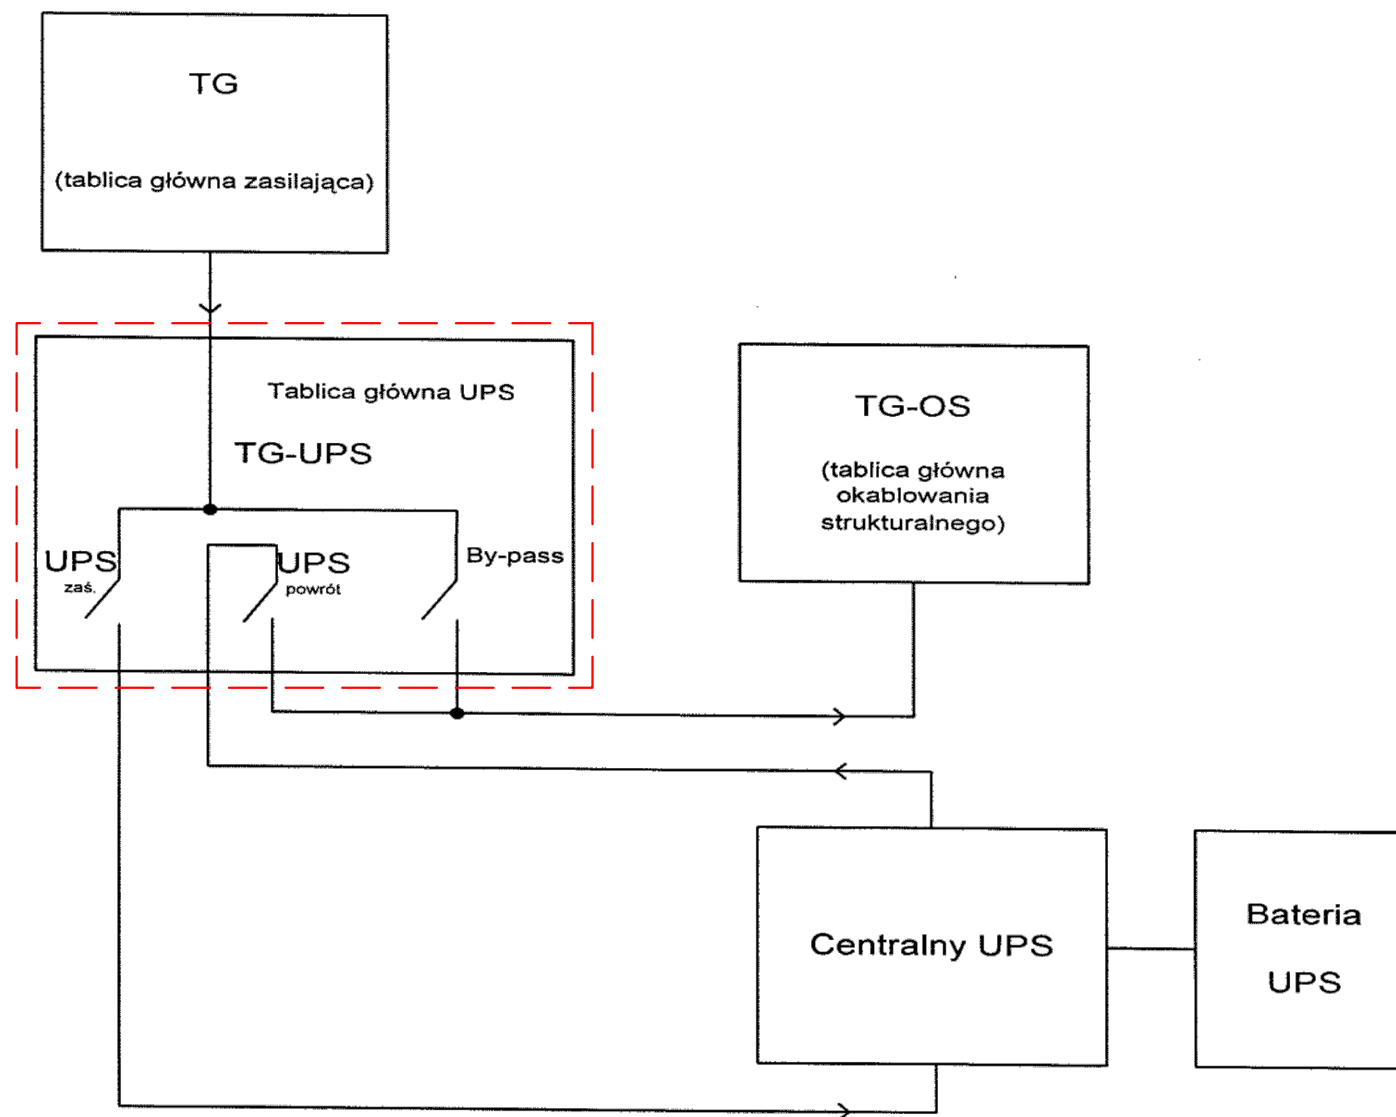 TG
(tablica główna zasilająca)
Tablica główna UPS
TG-UPS
UPS
zaś.
UPS
powrót
By-pass
TG-OS
(tablica główna
okablowania
strukturalnego)
Centralny UPS
Bateria
UPS